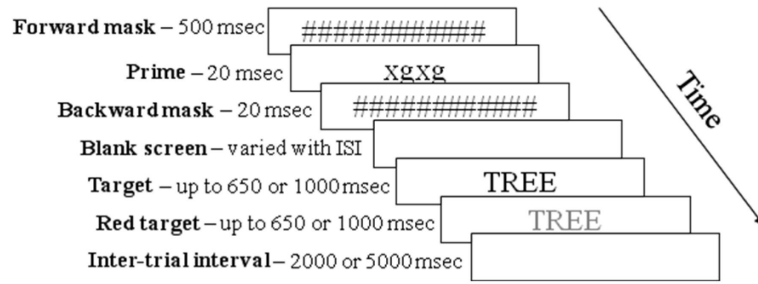 Forward mask – 500 msec ############
Prime – 20 msec xgxg
Backward mask – 20 msec ############
Blank screen – varied with ISI
Target – up to 650 or 1000 msec TREE
Red target – up to 650 or 1000 msec TREE
Inter-trial interval – 2000 or 5000 msec
Time